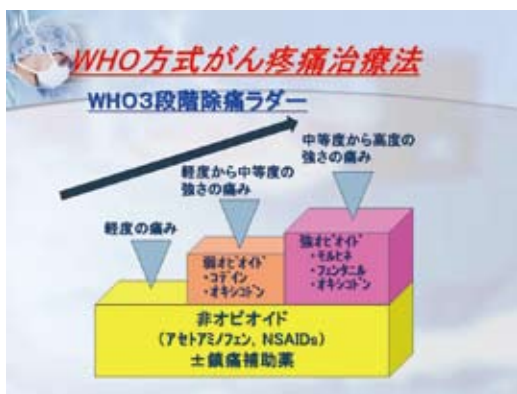 WHO方式がん疼痛治療法
WHO3段階除痛ラダー
中等度から高度の
強さの痛み
軽度から中等度の
強さの痛み
軽度の痛み
強オピオイド
・モルヒネ
・フェンタニル
・オキシコドン
弱オピオイド
・コデイン
・オキシコドン
非オピオイド
(アセトアミノフェン, NSAIDs)
±鎮痛補助薬